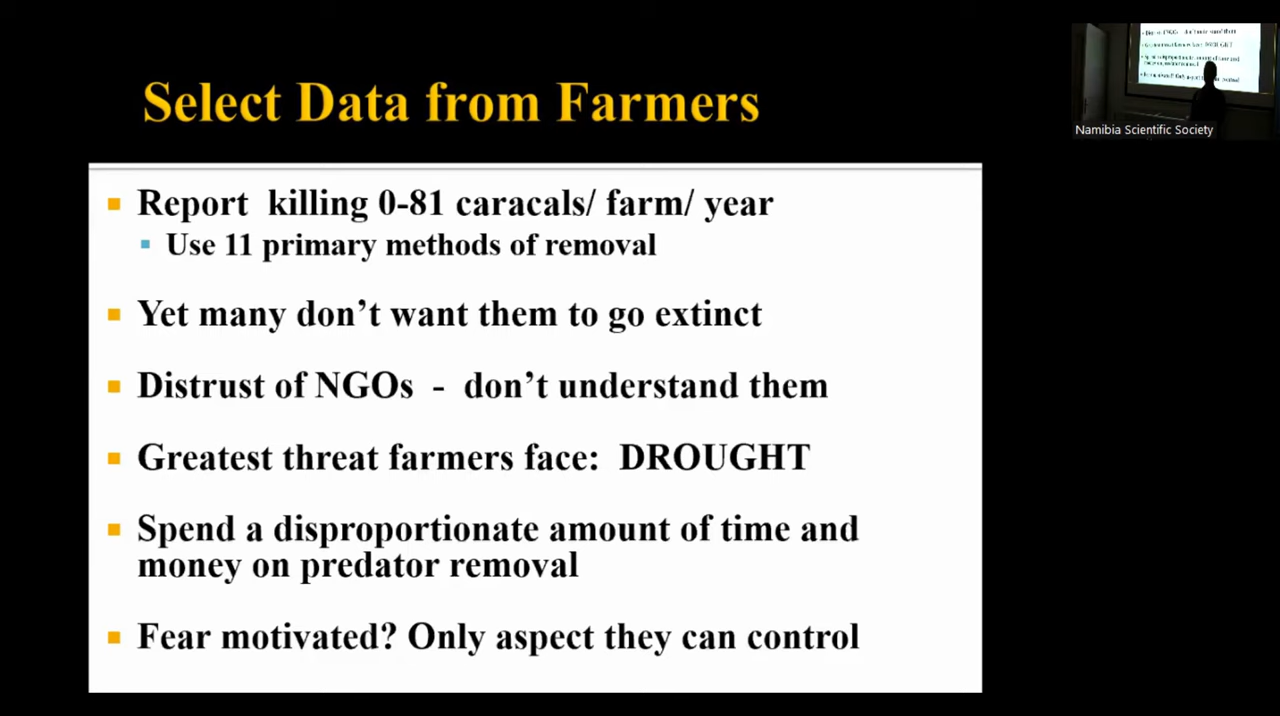 Select Data from Farmers
Report killing 0-81 caracals/ farm/ year
Use 11 primary methods of removal
Yet many don’t want them to go extinct
Distrust of NGOs - don’t understand them
Greatest threat farmers face: DROUGHT
Spend a disproportionate amount of time and
money on predator removal
Fear motivated? Only aspect they can control
Namibia Scientific Society